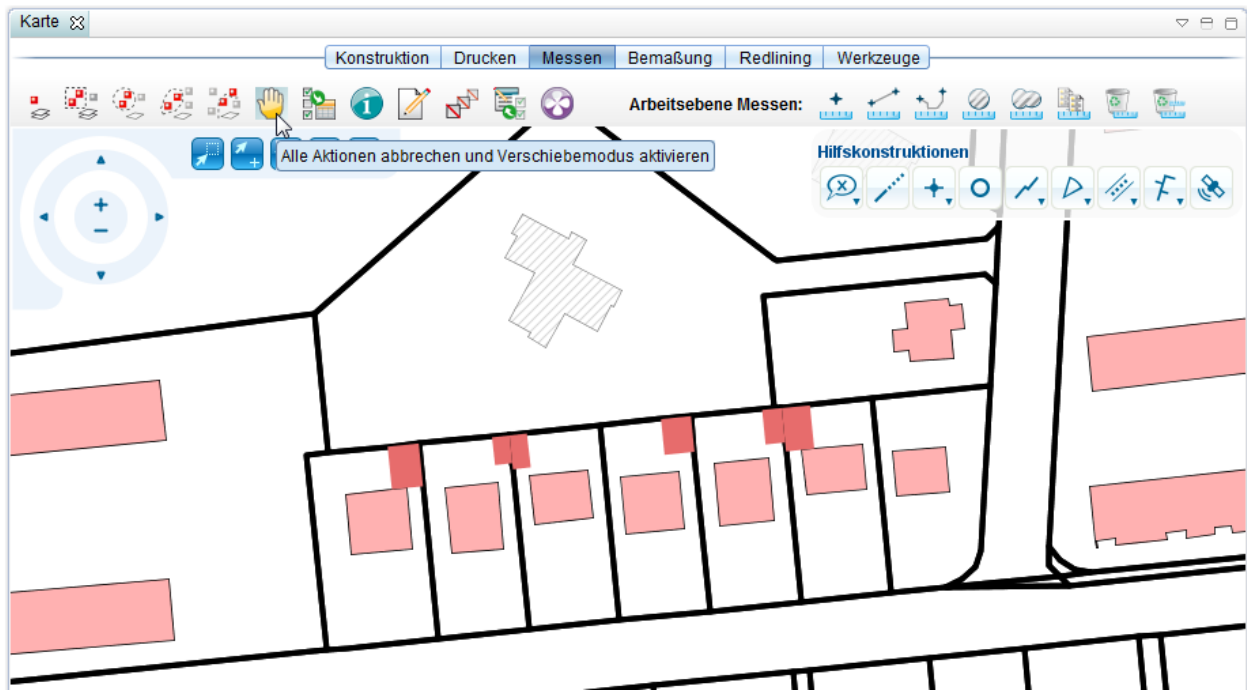 Karte
Konstruktion Drucken Messen Bemaßung Redlining Werkzeuge
Arbeitsebene Messen:
Alle Aktionen abbrechen und Verschiebemodus aktivieren
Hilfskonstruktionen